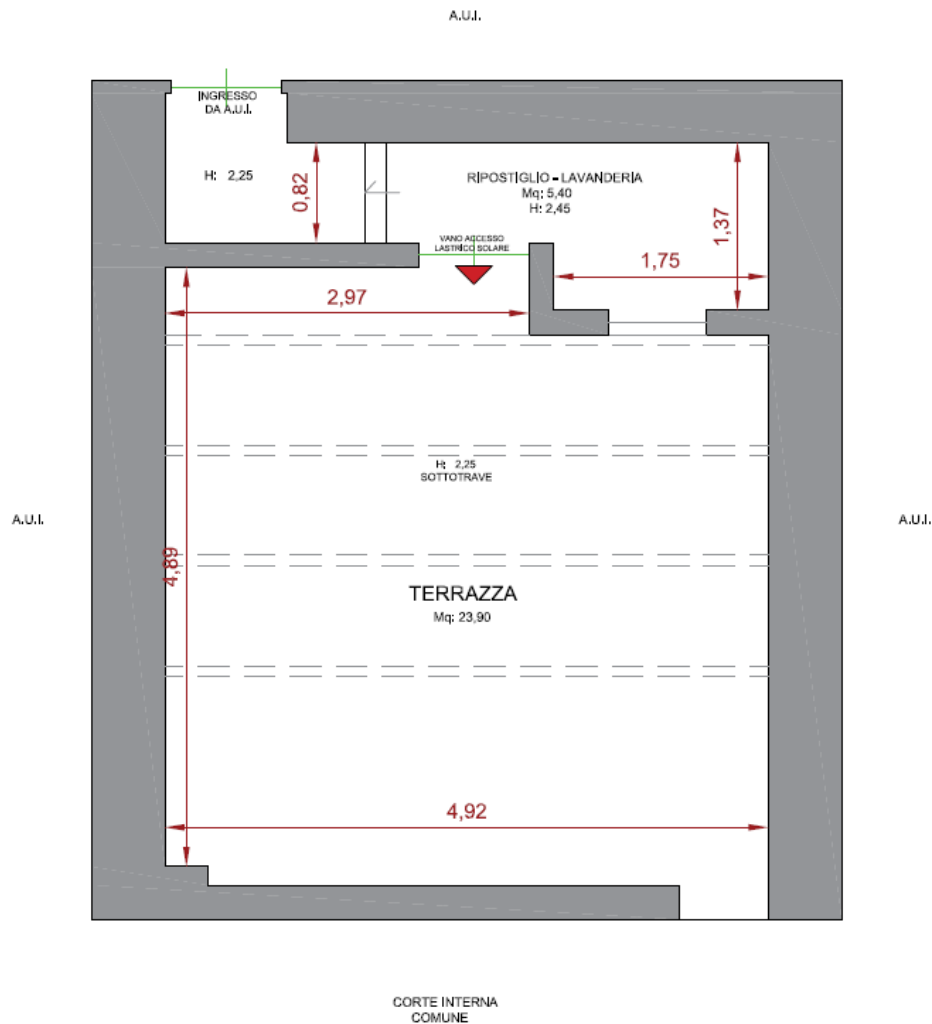 A.U.I.
INGRESSO
DA A.U.I.
H: 2,25
0,82
RIPOSTIGLIO - LAVANDERIA
Mq: 5,40
H: 2,45
1,37
VANO ACCESSO
LASTRICO SOLARE
1,75
2,97
H: 2,25
SOTTOTRAVE
A.U.I.
A.U.I.
4,89
TERRAZZA
Mq: 23,90
4,92
CORTE INTERNA
COMUNE